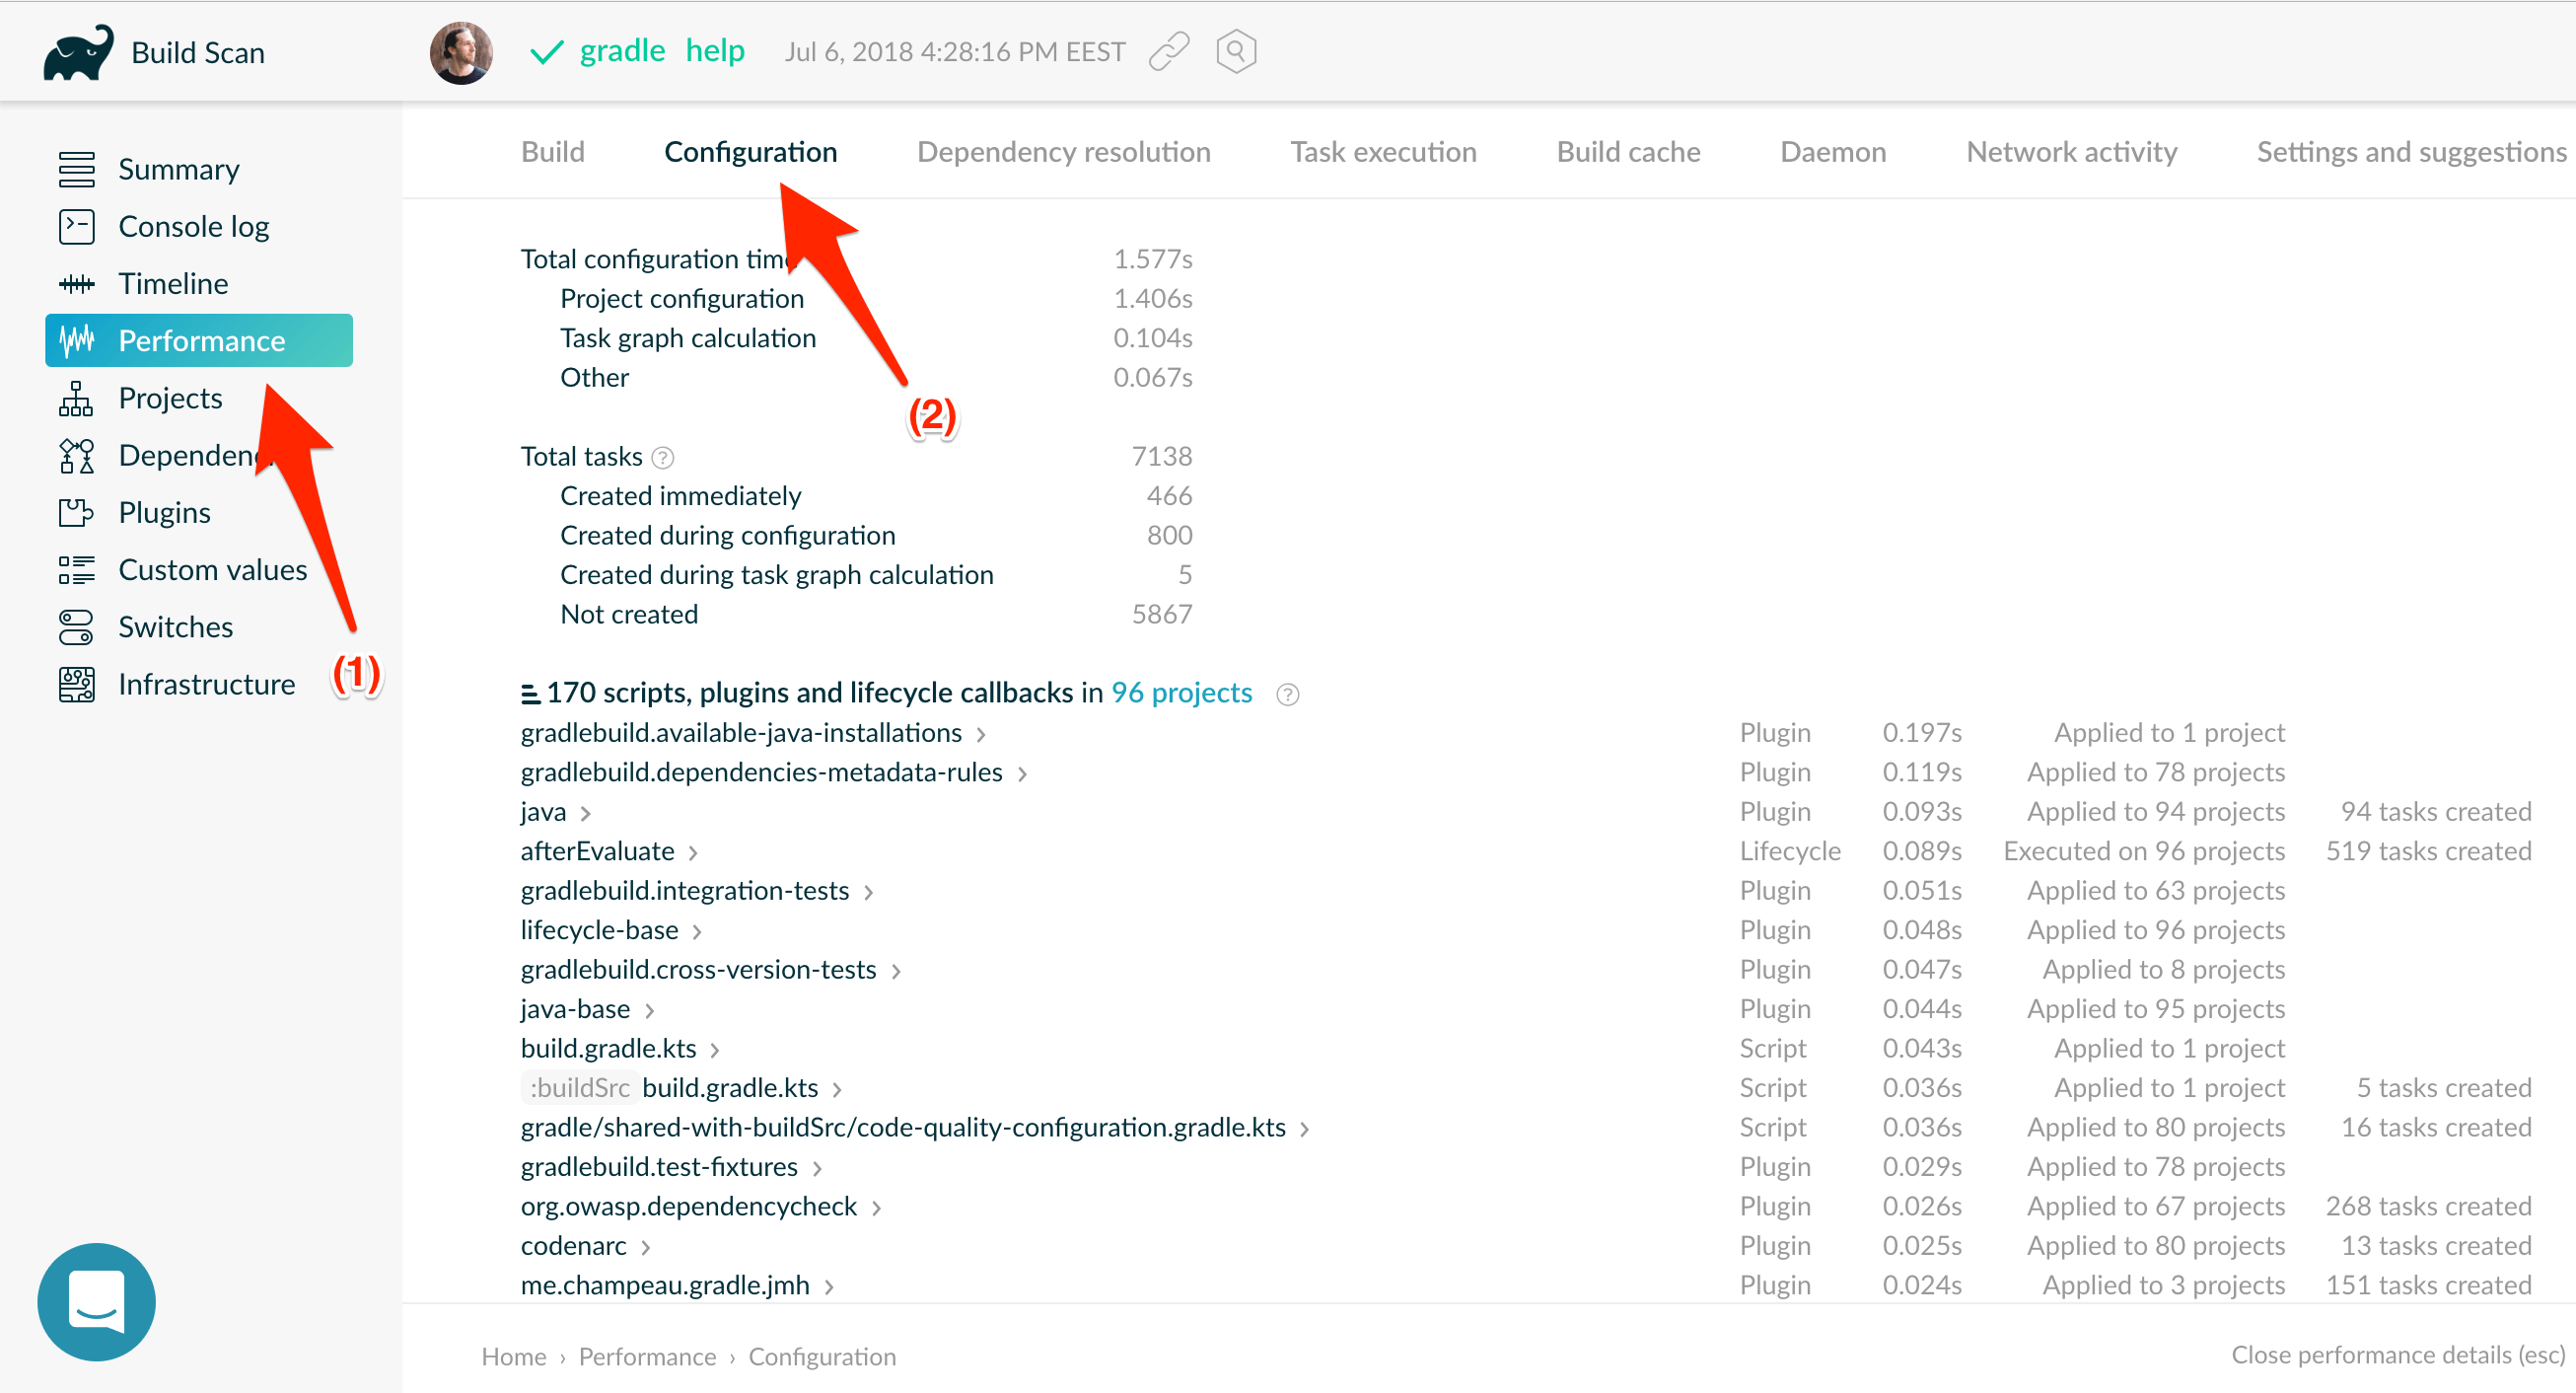 Build Scan
gradle help Jul 6, 2018 4:28:16 PM EEST
Summary
Console log
Timeline
Performance
Projects
Plugins
Custom values
Switches
Infrastructure
(1)
Build Configuration Dependency resolution Task execution Build cache Daemon Network activity Settings and suggestions
(2)
Total configuration 1.577s
Project configuration 1.406s
Task graph calculation 0.104s
Other 0.067s
Total tasks ? 7138
Created immediately 466
Created during configuration 800
Created during task graph calculation 5
Not created 5867
170 scripts, plugins and lifecycle callbacks in 96 projects ?
gradlebuild.available-java-installations > Plugin 0.197s Applied to 1 project
gradlebuild.dependencies-metadata-rules > Plugin 0.119s Applied to 78 projects
java > Plugin 0.093s Applied to 94 projects 94 tasks created
afterEvaluate > Lifecycle 0.089s Executed on 96 projects 519 tasks created
gradlebuild.integration-tests > Plugin 0.051s Applied to 63 projects
lifecycle-base > Plugin 0.048s Applied to 96 projects
gradlebuild.cross-version-tests > Plugin 0.047s Applied to 8 projects
java-base > Plugin 0.044s Applied to 95 projects
build.gradle.kts > Script 0.043s Applied to 1 project
:buildSrc build.gradle.kts > Script 0.036s Applied to 1 project 5 tasks created
gradle/shared-with-buildSrc/code-quality-configuration.gradle.kts > Script 0.036s Applied to 80 projects 16 tasks created
gradlebuild.test-fixtures > Plugin 0.029s Applied to 78 projects
org.owasp.dependencycheck > Plugin 0.026s Applied to 67 projects 268 tasks created
codenarc > Plugin 0.025s Applied to 80 projects 13 tasks created
me.champeau.gradle.jmh > Plugin 0.024s Applied to 3 projects 151 tasks created
Home › Performance › Configuration Close performance details (esc)